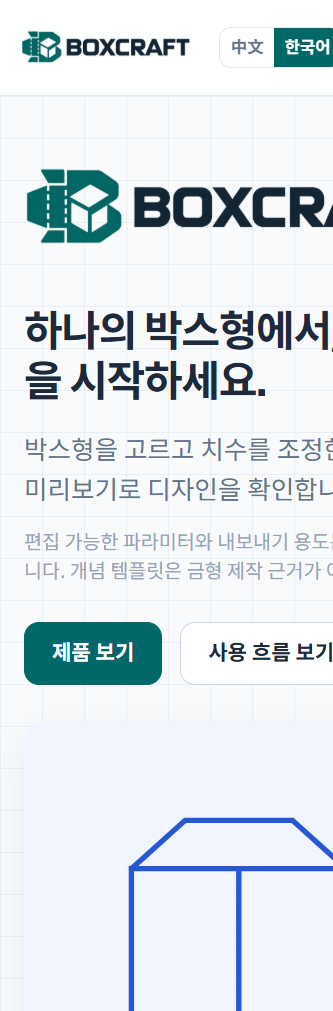 BOXCRAFT
中文 한국어
BOXCRA
하나의 박스형에서,
을 시작하세요.
박스형을 고르고 치수를 조정한
미리보기로 디자인을 확인합니
편집 가능한 파라미터와 내보내기 용도
니다. 개념 템플릿은 금형 제작 근거가
제품 보기
사용 흐름 보기